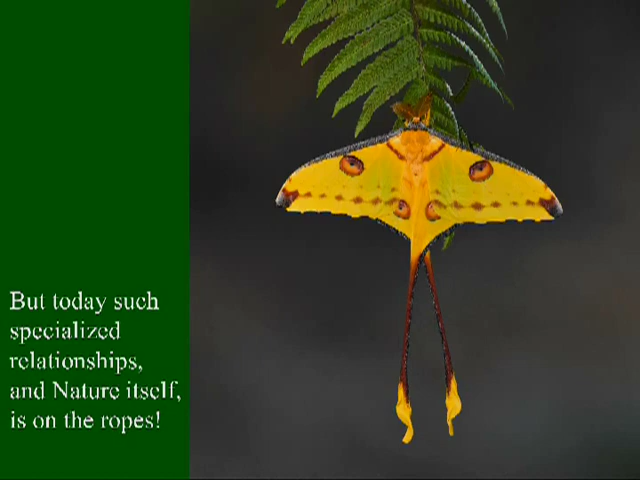 But today such
specialized
relationships,
and Nature itself,
is on the ropes!